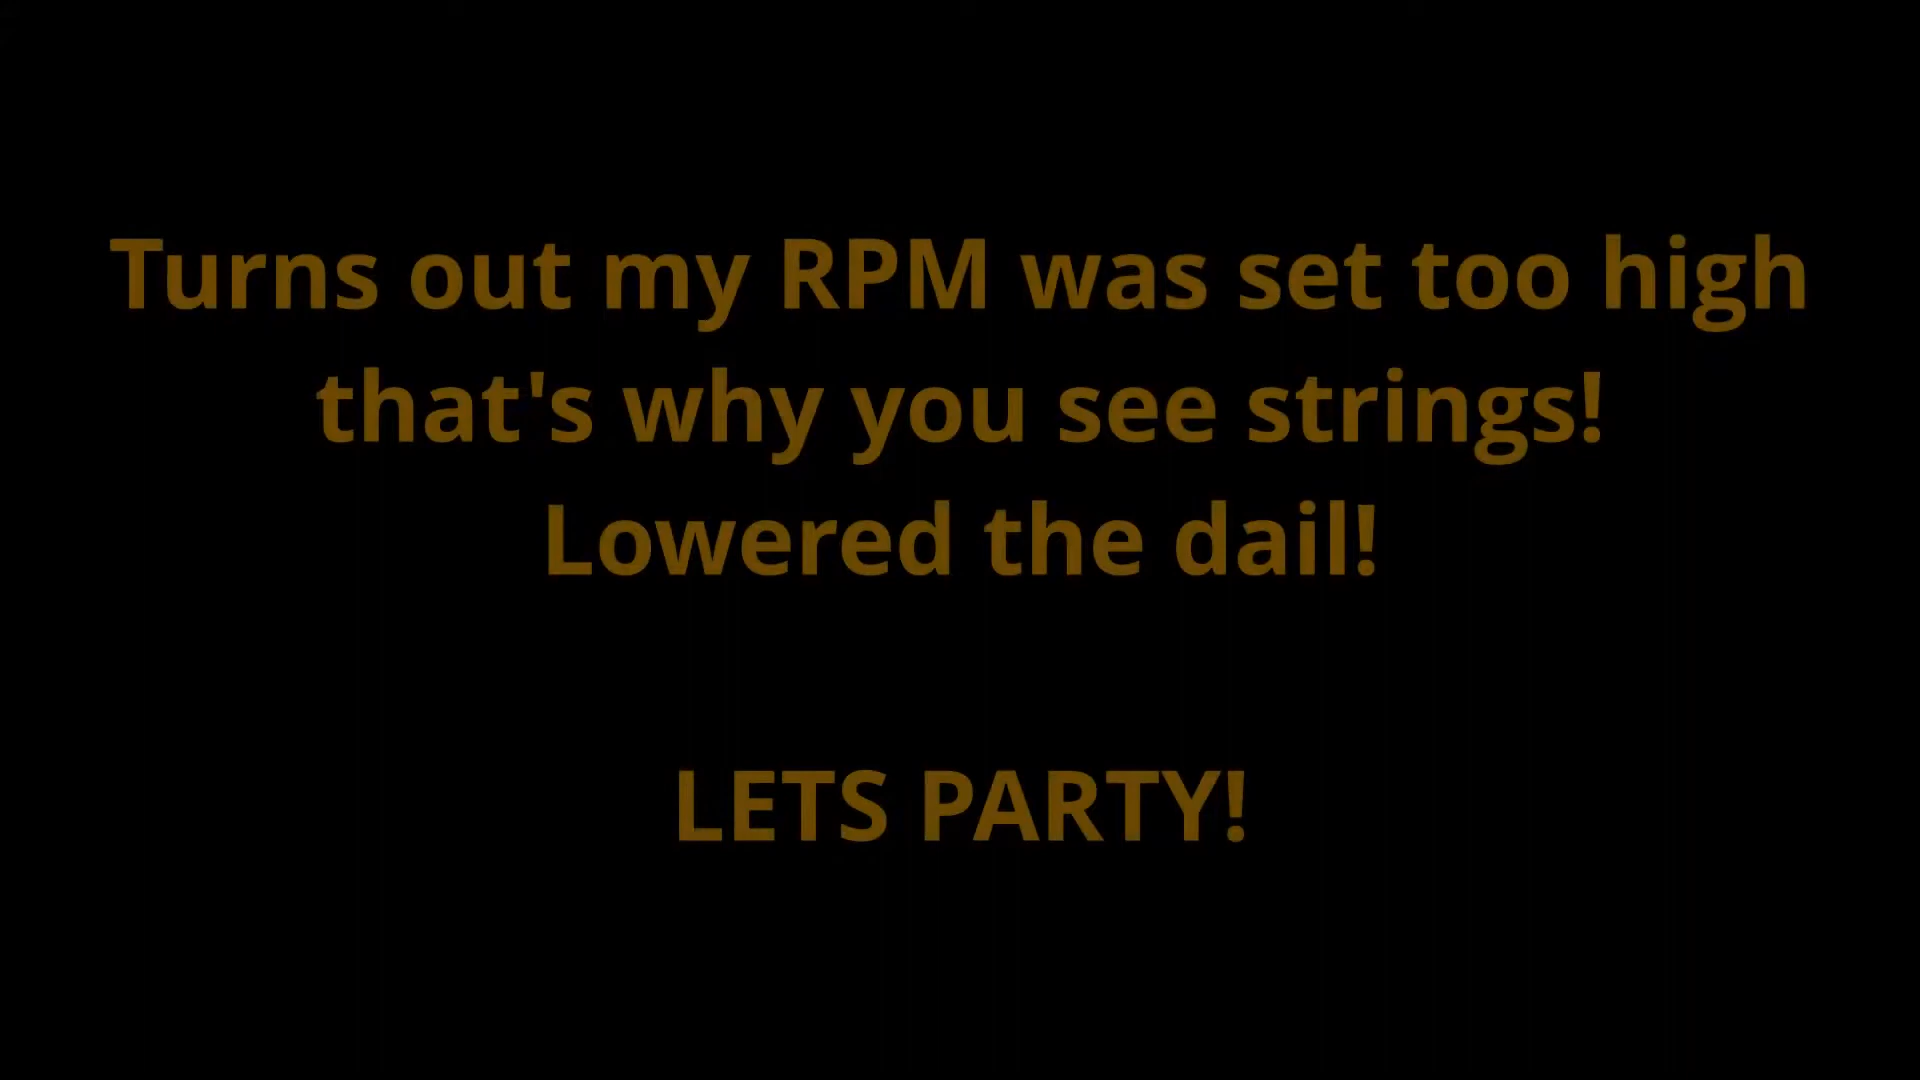 Turns out my RPM was set too high
that's why you see strings!
Lowered the dail!
LETS PARTY!